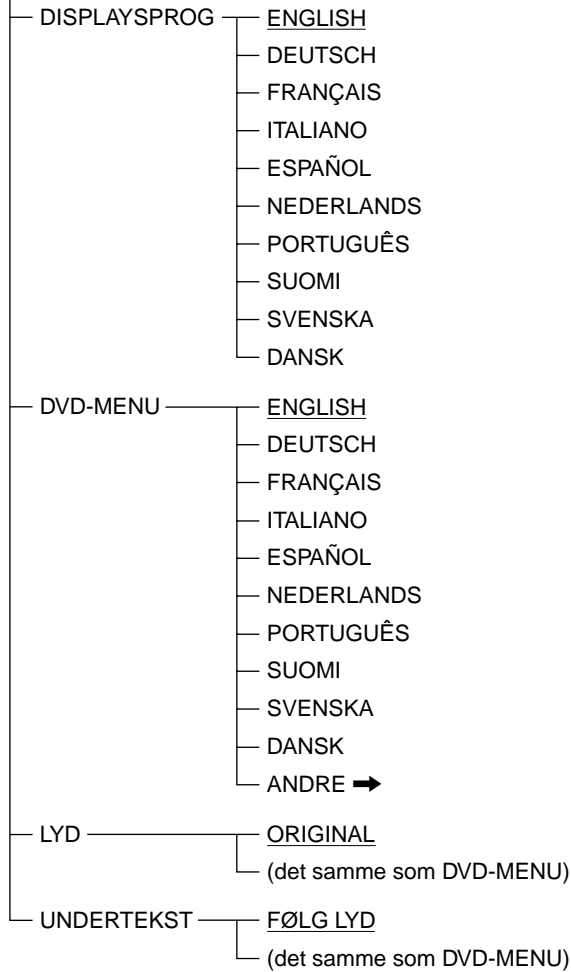 DISPLAYSPROG ENGLISH
DEUTSCH
FRANÇAIS
ITALIANO
ESPAÑOL
NEDERLANDS
PORTUGUÊS
SUOMI
SVENSKA
DANSK
DVD-MENU ENGLISH
DEUTSCH
FRANÇAIS
ITALIANO
ESPAÑOL
NEDERLANDS
PORTUGUÊS
SUOMI
SVENSKA
DANSK
ANDRE ➡
LYD ORIGINAL
(det samme som DVD-MENU)
UNDERTEKST FØLG LYD
(det samme som DVD-MENU)